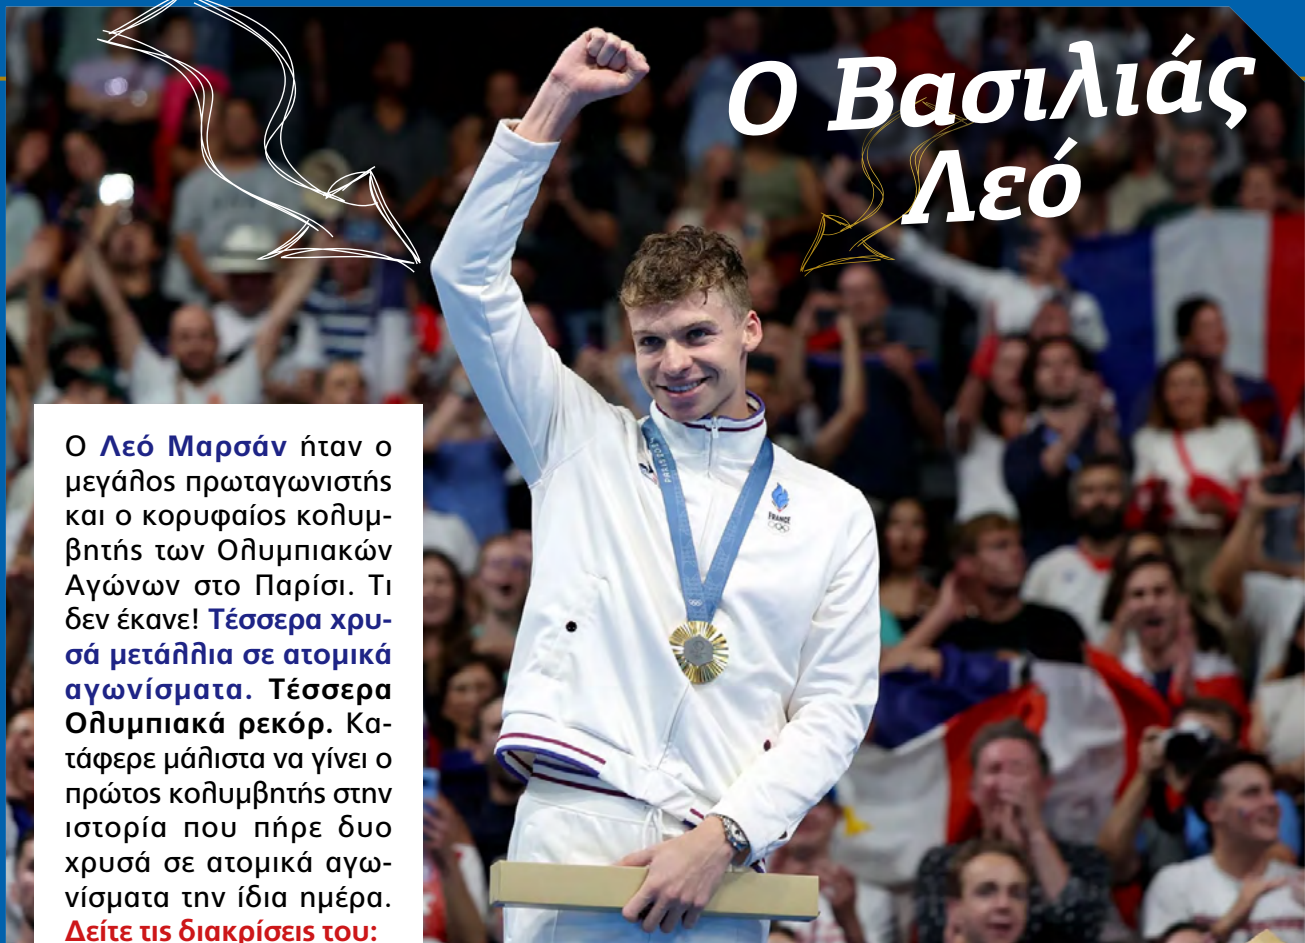 Ο Βασιλιάς
Λεό
Ο Λεό Μαρσάν ήταν ο
μεγάλος πρωταγωνιστής
και ο κορυφαίος κολυμ-
βητής των Ολυμπιακών
Αγώνων στο Παρίσι. Τι
δεν έκανε! Τέσσερα χρυ-
σά μετάλλια σε ατομικά
αγωνίσματα. Τέσσερα
Ολυμπιακά ρεκόρ. Κα-
τάφερε μάλιστα να γίνει ο
πρώτος κολυμβητής στην
ιστορία που πήρε δυο
χρυσά σε ατομικά αγω-
νίσματα την ίδια ημέρα.
Δείτε τις διακρίσεις του:
FRANCE